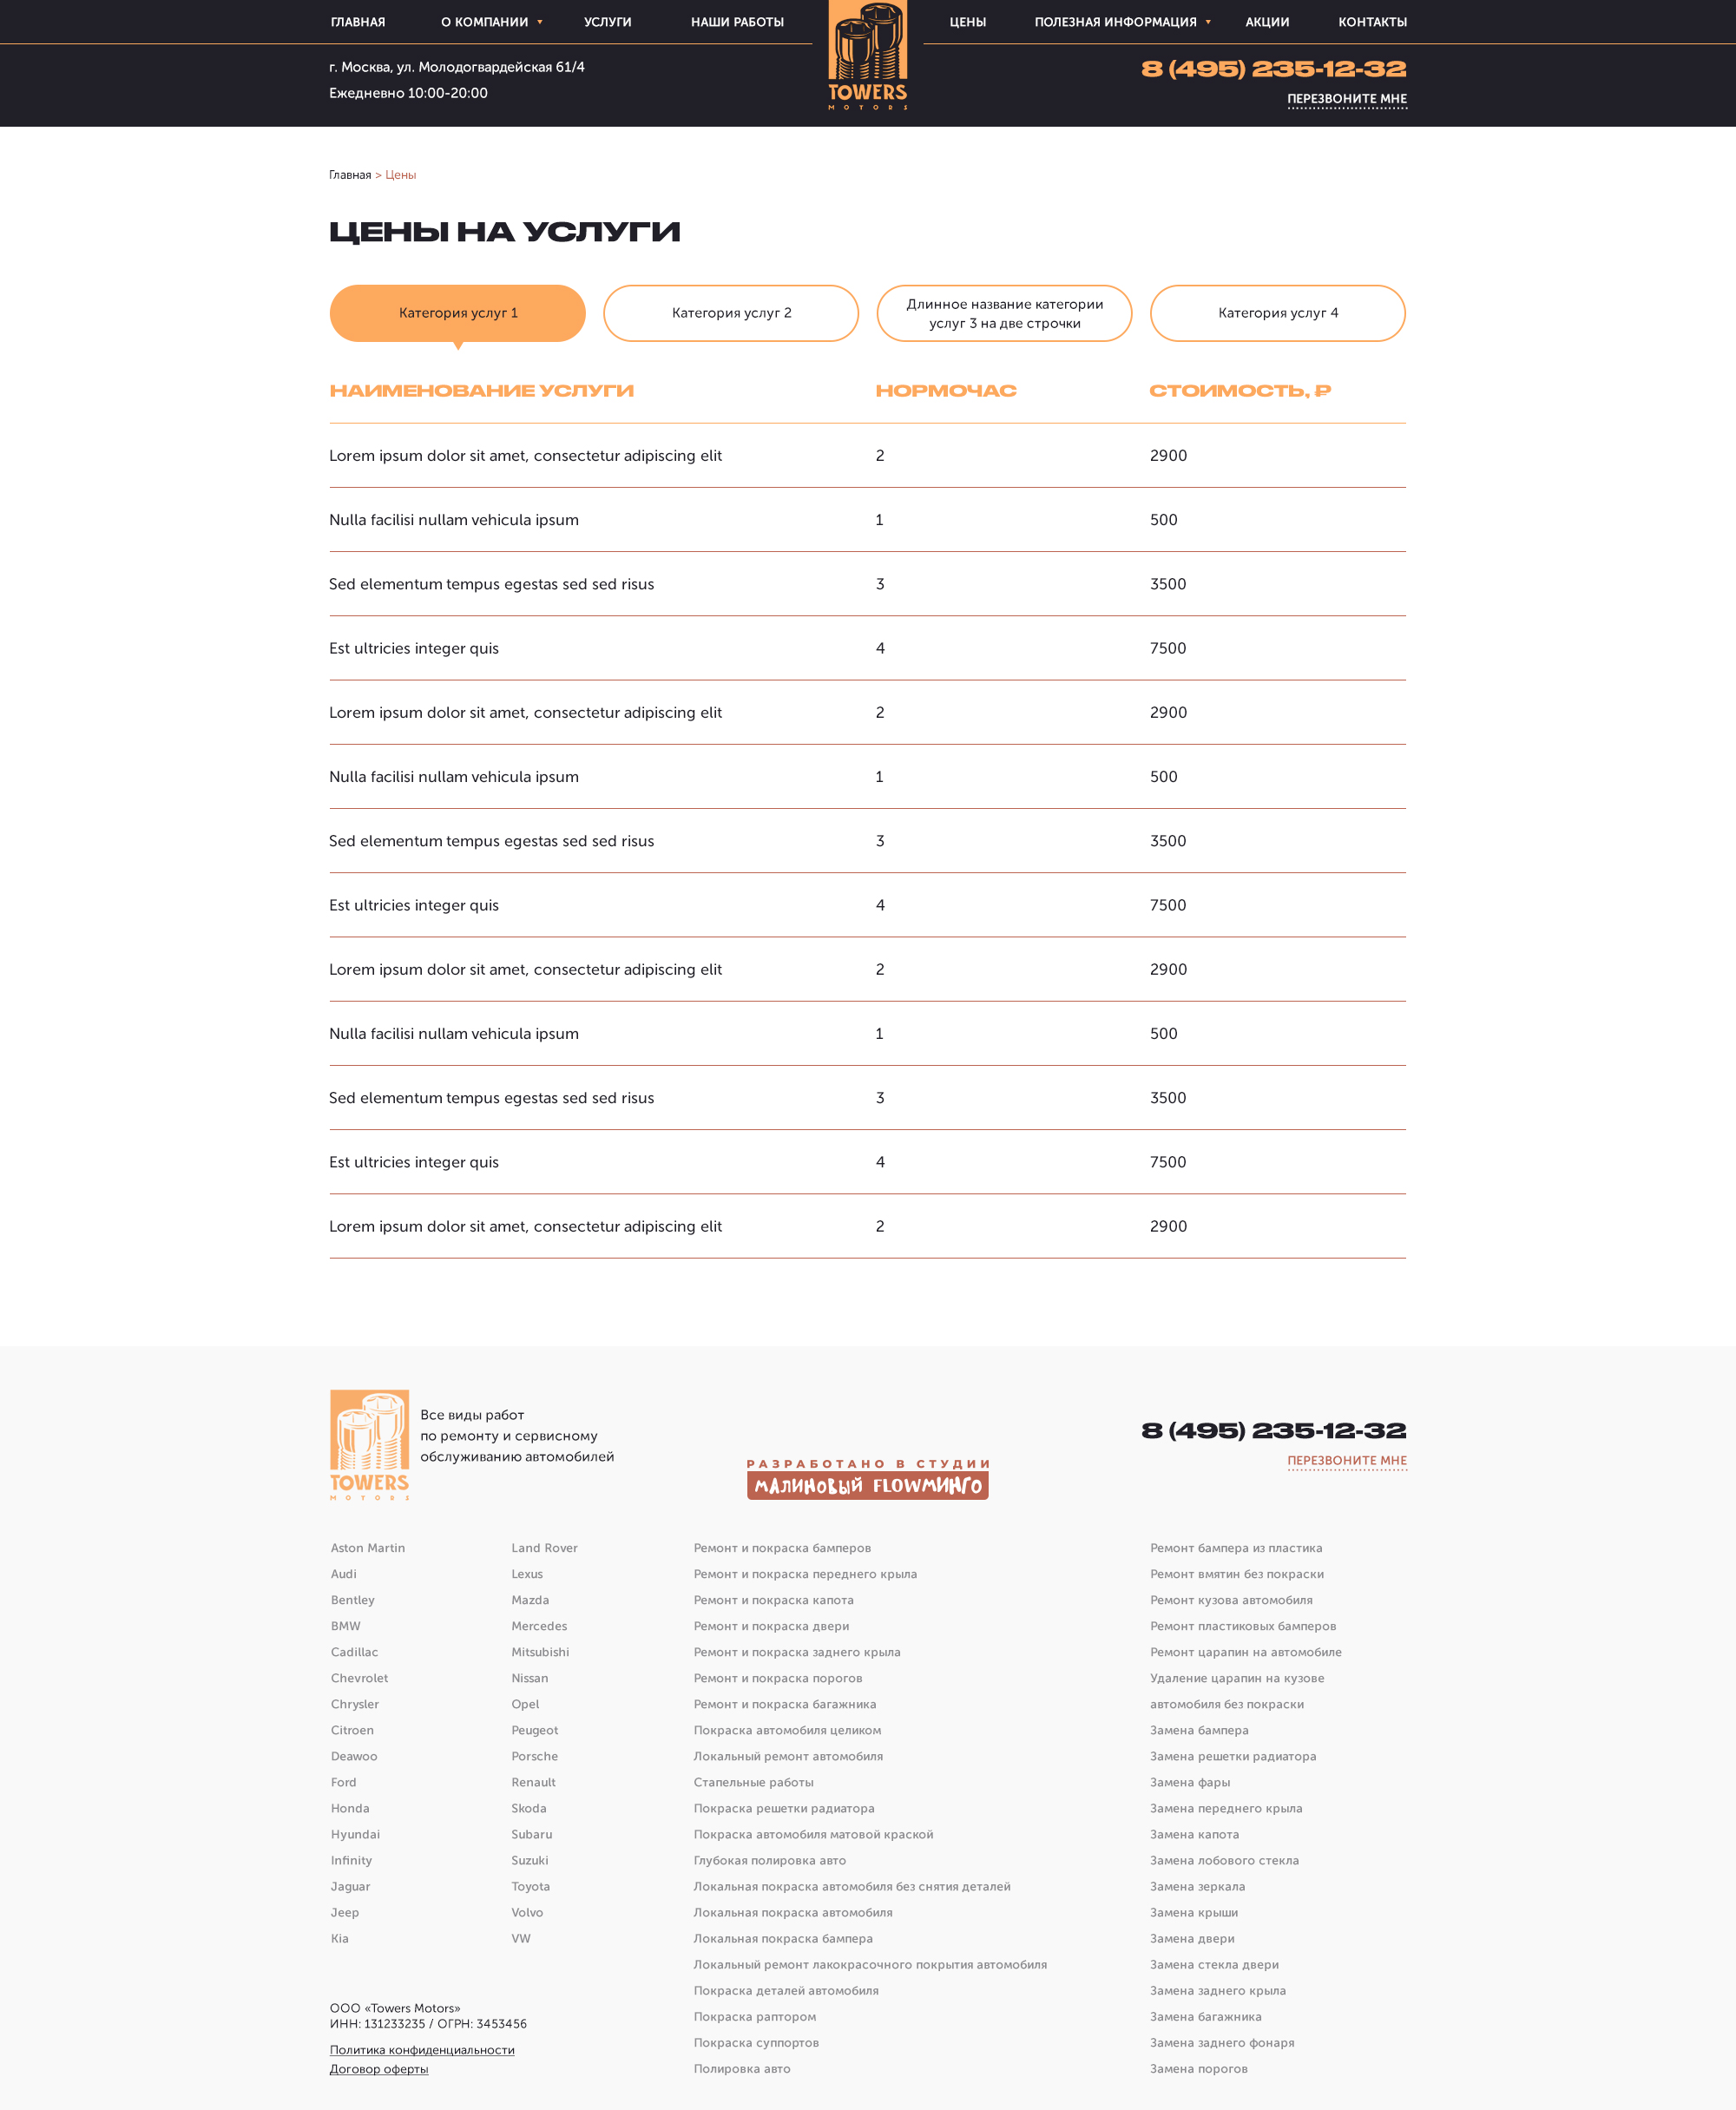 ГЛАВНАЯ О КОМПАНИИ УСЛУГИ НАШИ РАБОТЫ ЦЕНЫ ПОЛЕЗНАЯ ИНФОРМАЦИЯ АКЦИИ КОНТАКТЫ
г. Москва, ул. Молодогвардейская 61/4
Ежедневно 10:00-20:00
TOWERS
MOTORS
8 (495) 235-12-32
ПЕРЕЗВОНИТЕ МНЕ
Главная > Цены
ЦЕНЫ НА УСЛУГИ
Категория услуг 1
Категория услуг 2
Длинное название категории
услуг 3 на две строчки
Категория услуг 4
НАИМЕНОВАНИЕ УСЛУГИ НОРМОЧАС СТОИМОСТЬ, ₽
Lorem ipsum dolor sit amet, consectetur adipiscing elit 2 2900
Nulla facilisi nullam vehicula ipsum 1 500
Sed elementum tempus egestas sed sed risus 3 3500
Est ultricies integer quis 4 7500
Lorem ipsum dolor sit amet, consectetur adipiscing elit 2 2900
Nulla facilisi nullam vehicula ipsum 1 500
Sed elementum tempus egestas sed sed risus 3 3500
Est ultricies integer quis 4 7500
Lorem ipsum dolor sit amet, consectetur adipiscing elit 2 2900
Nulla facilisi nullam vehicula ipsum 1 500
Sed elementum tempus egestas sed sed risus 3 3500
Est ultricies integer quis 4 7500
Lorem ipsum dolor sit amet, consectetur adipiscing elit 2 2900
TOWERS
MOTORS
Все виды работ
по ремонту и сервисному
обслуживанию автомобилей
РАЗРАБОТАНО В СТУДИИ
МАЛИНОВЫЙ FLOWМИНГО
8 (495) 235-12-32
ПЕРЕЗВОНИТЕ МНЕ
Aston Martin
Audi
Bentley
BMW
Cadillac
Chevrolet
Chrysler
Citroen
Deawoo
Ford
Honda
Hyundai
Infinity
Jaguar
Jeep
Kia
Land Rover
Lexus
Mazda
Mercedes
Mitsubishi
Nissan
Opel
Peugeot
Porsche
Renault
Skoda
Subaru
Suzuki
Toyota
Volvo
VW
Ремонт и покраска бамперов
Ремонт и покраска переднего крыла
Ремонт и покраска капота
Ремонт и покраска двери
Ремонт и покраска заднего крыла
Ремонт и покраска порогов
Ремонт и покраска багажника
Покраска автомобиля целиком
Локальный ремонт автомобиля
Стапельные работы
Покраска решетки радиатора
Покраска автомобиля матовой краской
Глубокая полировка авто
Локальная покраска автомобиля без снятия деталей
Локальная покраска автомобиля
Локальная покраска бампера
Локальный ремонт лакокрасочного покрытия автомобиля
Покраска деталей автомобиля
Покраска раптором
Покраска суппортов
Полировка авто
Ремонт бампера из пластика
Ремонт вмятин без покраски
Ремонт кузова автомобиля
Ремонт пластиковых бамперов
Ремонт царапин на автомобиле
Удаление царапин на кузове
автомобиля без покраски
Замена бампера
Замена решетки радиатора
Замена фары
Замена переднего крыла
Замена капота
Замена лобового стекла
Замена зеркала
Замена крыши
Замена двери
Замена стекла двери
Замена заднего крыла
Замена багажника
Замена заднего фонаря
Замена порогов
ООО «Towers Motors»
ИНН: 131233235 / ОГРН: 3453456
Политика конфиденциальности
Договор оферты